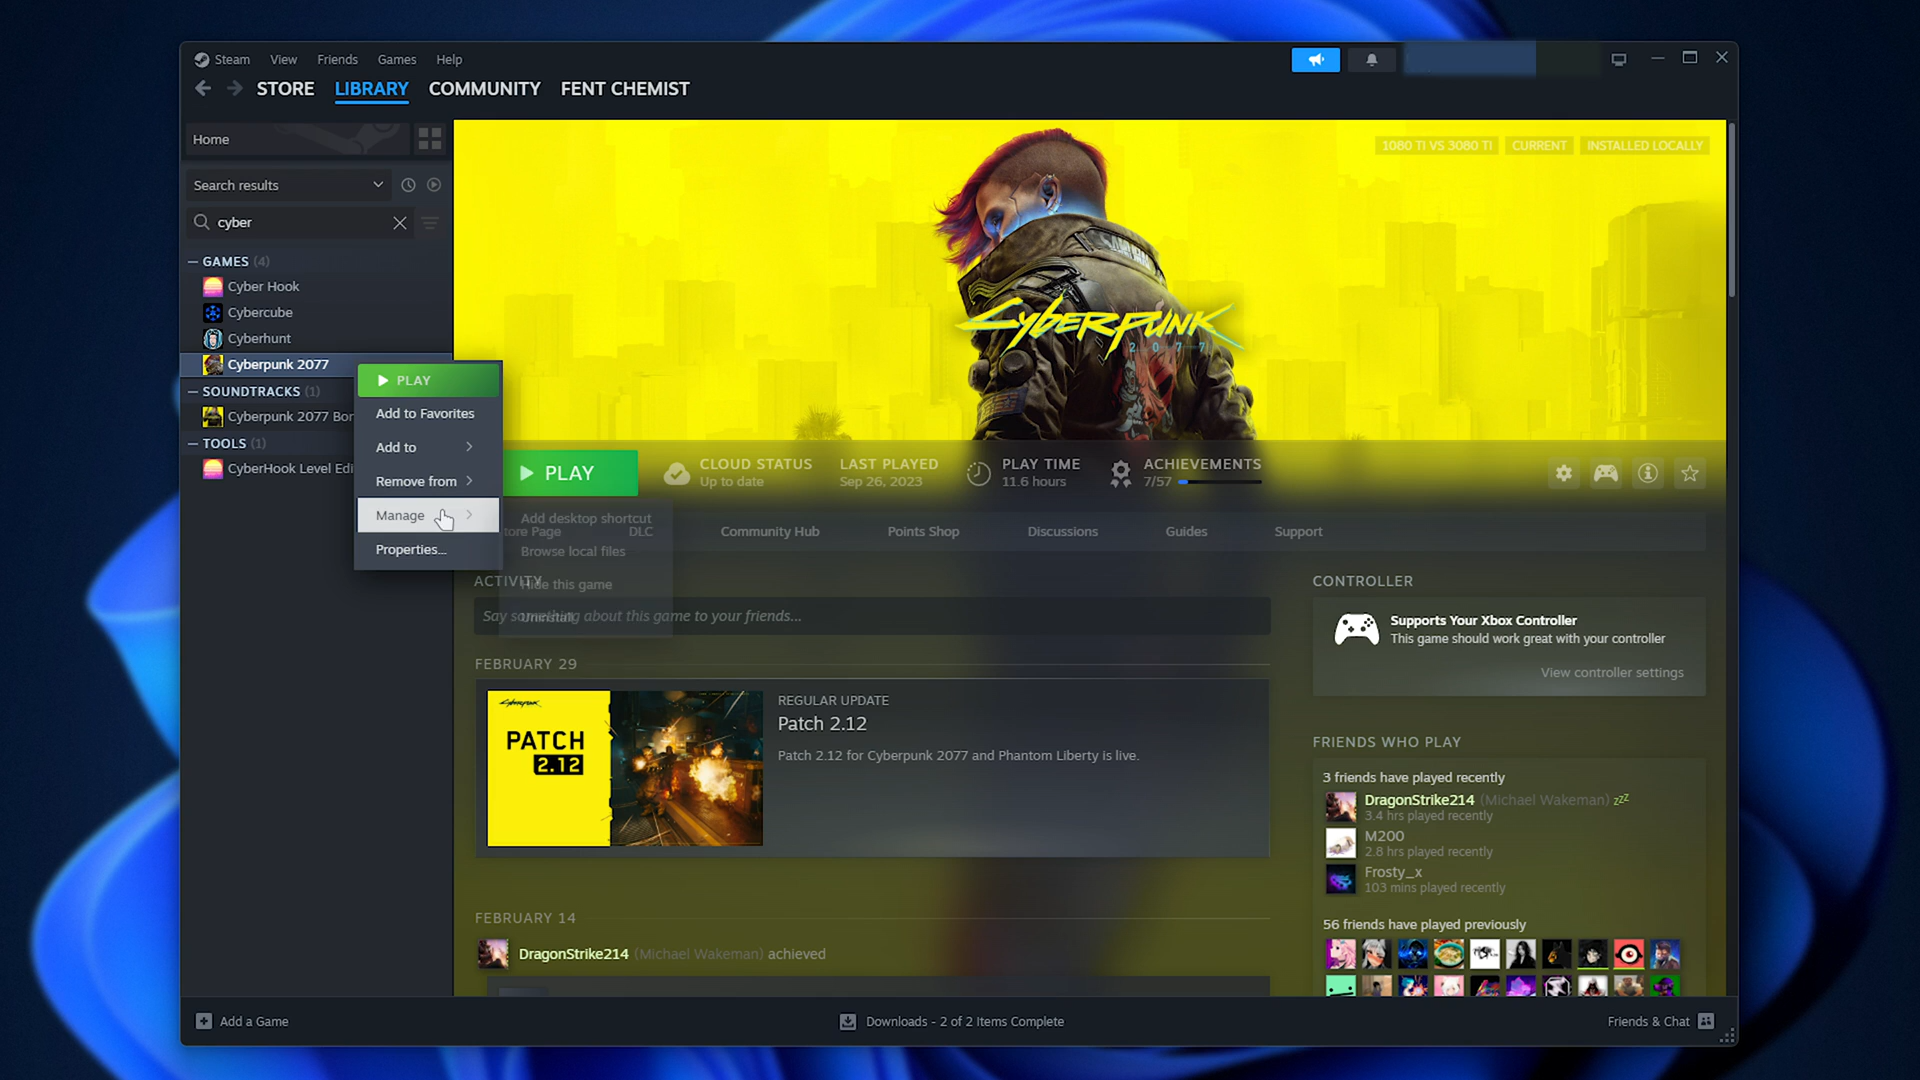 Steam View Friends Games Help
STORE LIBRARY COMMUNITY FENT CHEMIST
Home
Search results
cyber
GAMES (4)
Cyber Hook
Cybercube
Cyberhunt
Cyberpunk 2077
SOUNDTRACKS (1)
Cyberpunk 2077 Bon
TOOLS (1)
CyberHook Level Edi
PLAY
Add to Favorites
Add to
Remove from
Manage
Properties...
Add desktop shortcut
Browse local files
Hide this game
Uninstall
1080 TI VS 3080 TI CURRENT INSTALLED LOCALLY
SAMURAI
CYBERPUNK
2077
PLAY
CLOUD STATUS
Up to date
LAST PLAYED
Sep 26, 2023
PLAY TIME
11.6 hours
ACHIEVEMENTS
7/57
tore Page DLC Community Hub Points Shop Discussions Guides Support
ACTIVITY
Say something about this game to your friends...
FEBRUARY 29
Cyberpunk
PATCH
2.12
REGULAR UPDATE
Patch 2.12
Patch 2.12 for Cyberpunk 2077 and Phantom Liberty is live.
FEBRUARY 14
DragonStrike214 (Michael Wakeman) achieved
CONTROLLER
Supports Your Xbox Controller
This game should work great with your controller
View controller settings
FRIENDS WHO PLAY
3 friends have played recently
DragonStrike214 (Michael Wakeman) zzZ
3.4 hrs played recently
M200
2.8 hrs played recently
Frosty_x
103 mins played recently
56 friends have played previously
Add a Game
Downloads - 2 of 2 Items Complete
Friends & Chat